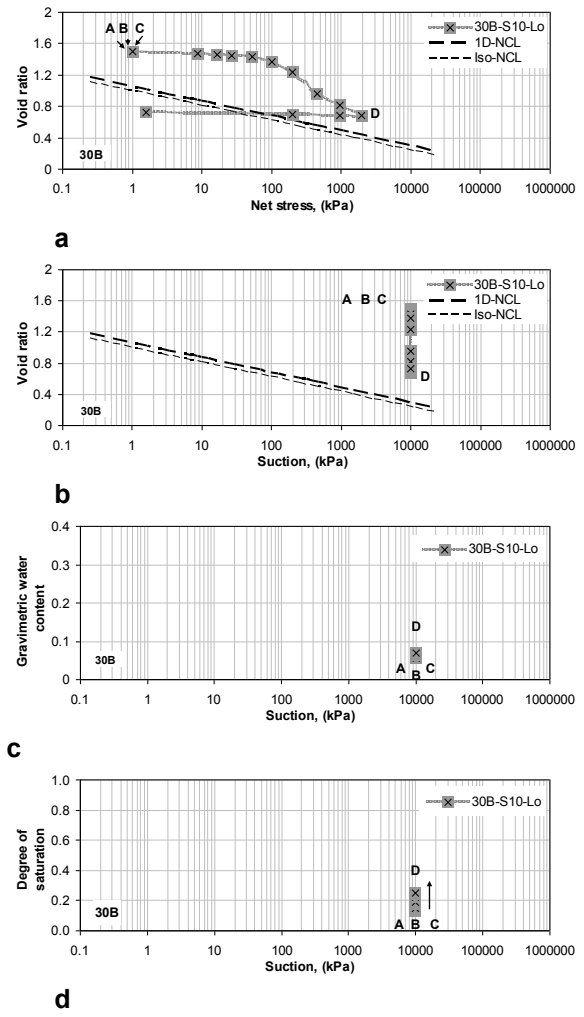 2
1.6
1.2
0.8
0.4
0
Void ratio
A B C
D
30B
30B-S10-Lo
1D-NCL
Iso-NCL
0.1 1 10 100 1000 10000 100000 1000000
Net stress, (kPa)
a
2
1.6
1.2
0.8
0.4
0
Void ratio
A B C
D
30B
30B-S10-Lo
1D-NCL
Iso-NCL
0.1 1 10 100 1000 10000 100000 1000000
Suction, (kPa)
b
0.4
0.3
0.2
0.1
0
Gravimetric water
content
30B-S10-Lo
D
A C
B
30B
0.1 1 10 100 1000 10000 100000 1000000
Suction, (kPa)
c
1.0
0.8
0.6
0.4
0.2
0.0
Degree of
saturation
30B-S10-Lo
D
A B C
30B
0.1 1 10 100 1000 10000 100000 1000000
Suction, (kPa)
d